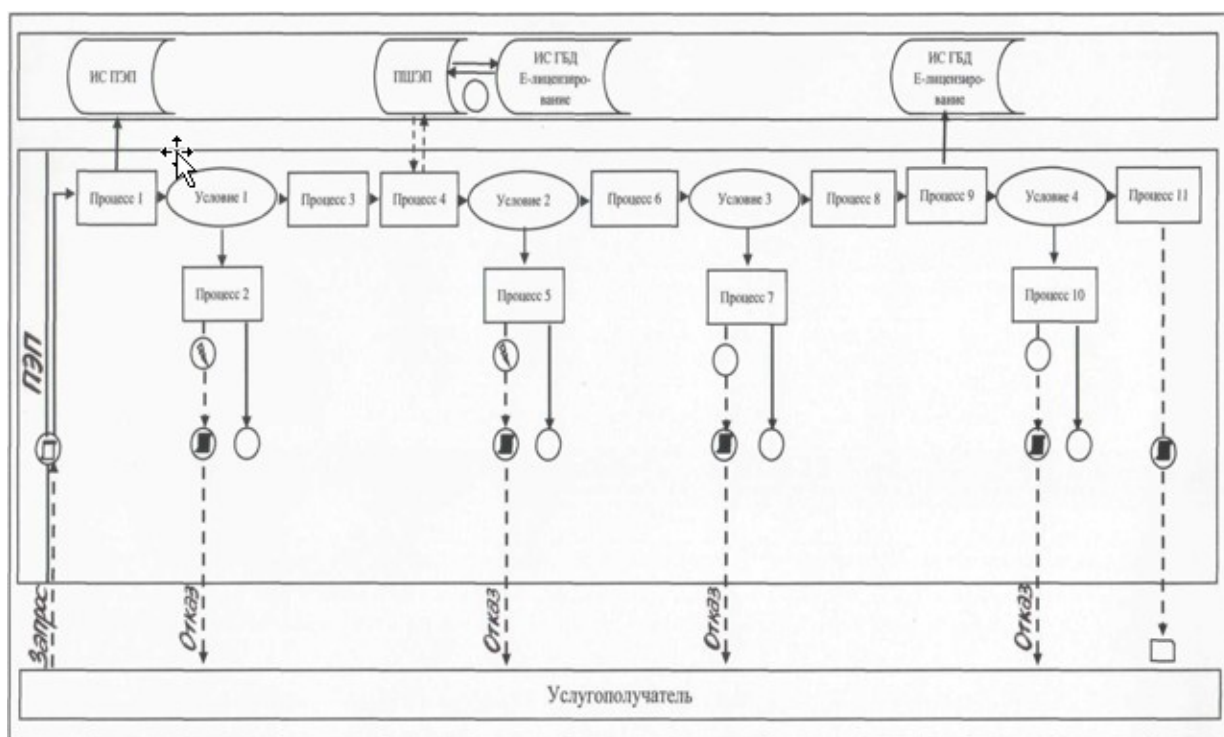 ИС ПЭП
ПШЭП
ИС ГБД
Е-лицензиро-
вание
ИС ГБД
Е-лицензиро-
вание
Процесс 1
Условие 1
Процесс 3
Процесс 4
Условие 2
Процесс 6
Условие 3
Процесс 8
Процесс 9
Условие 4
Процесс 11
Процесс 2
Процесс 5
Процесс 7
Процесс 10
ПЭП
Запрос
Отказ
Отказ
Отказ
Отказ
Услугополучатель